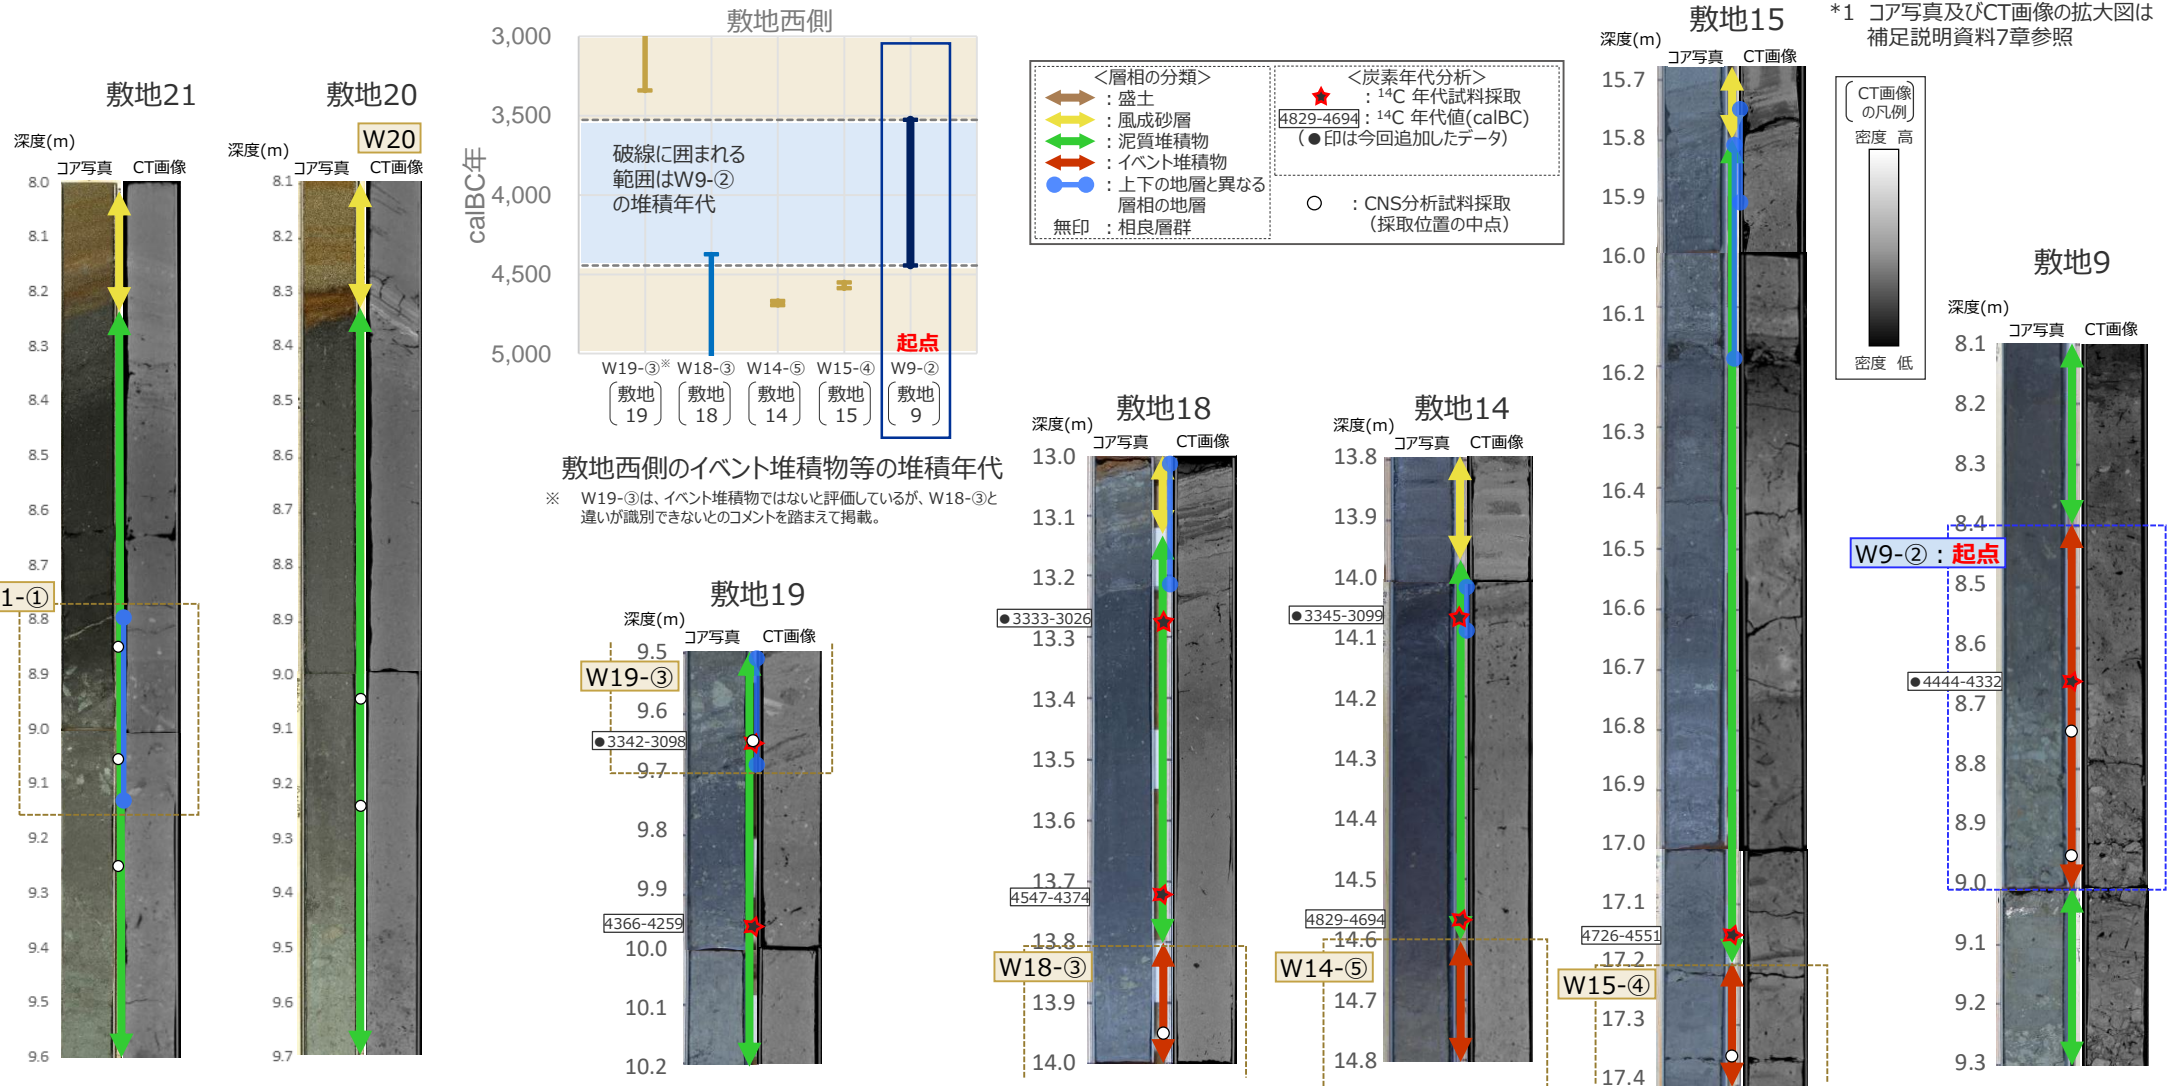 敷地21
深度(m)
コア写真 CT画像
8.0
8.1
8.2
8.3
8.4
8.5
8.6
8.7
8.8
8.9
9.0
9.1
9.2
9.3
9.4
9.5
9.6
1-①
敷地20
W20
深度(m)
コア写真 CT画像
8.1
8.2
8.3
8.4
8.5
8.6
8.7
8.8
8.9
9.0
9.1
9.2
9.3
9.4
9.5
9.6
9.7
敷地西側
calBC年
3,000
3,500
4,000
4,500
5,000
破線に囲まれる
範囲はW9-②
の堆積年代
起点
W19-③※ W18-③ W14-⑤ W15-④ W9-②
敷地 敷地 敷地 敷地 敷地
19 18 14 15 9
敷地西側のイベント堆積物等の堆積年代
※ W19-③は、イベント堆積物ではないと評価しているが、W18-③と
違いが識別できないとのコメントを踏まえて掲載。
<層相の分類>
：盛土
：風成砂層
：泥質堆積物
：イベント堆積物
：上下の地層と異なる
層相の地層
無印 ：相良層群
<炭素年代分析>
：14C 年代試料採取
4829-4694：14C 年代値(calBC)
(●印は今回追加したデータ)
○ ：CNS分析試料採取
（採取位置の中点）
敷地19
深度(m)
コア写真 CT画像
9.5
W19-③
9.6
●3342-3098
9.7
9.8
9.9
4366-4259
10.0
10.1
10.2
敷地18
深度(m)
コア写真 CT画像
13.0
13.1
13.2
●3333-3026
13.3
13.4
13.5
13.6
13.7
4547-4374
13.8
W18-③
13.9
14.0
敷地14
コア写真 CT画像
13.8
13.9
14.0
●3345-3099
14.1
14.2
14.3
14.4
14.5
4829-4694
14.6
W14-⑤
14.7
14.8
敷地15
深度(m)
コア写真 CT画像
15.7
15.8
15.9
16.0
16.1
16.2
16.3
16.4
16.5
16.6
16.7
16.8
16.9
17.0
17.1
4726-4551
17.2
W15-④
17.3
17.4
*1 コア写真及びCT画像の拡大図は
補足説明資料7章参照
CT画像
の凡例
密度 高
密度 低
敷地9
深度(m)
コア写真 CT画像
8.1
8.2
8.3
8.4
W9-②：起点
8.5
8.6
●4444-4332
8.7
8.8
8.9
9.0
9.1
9.2
9.3